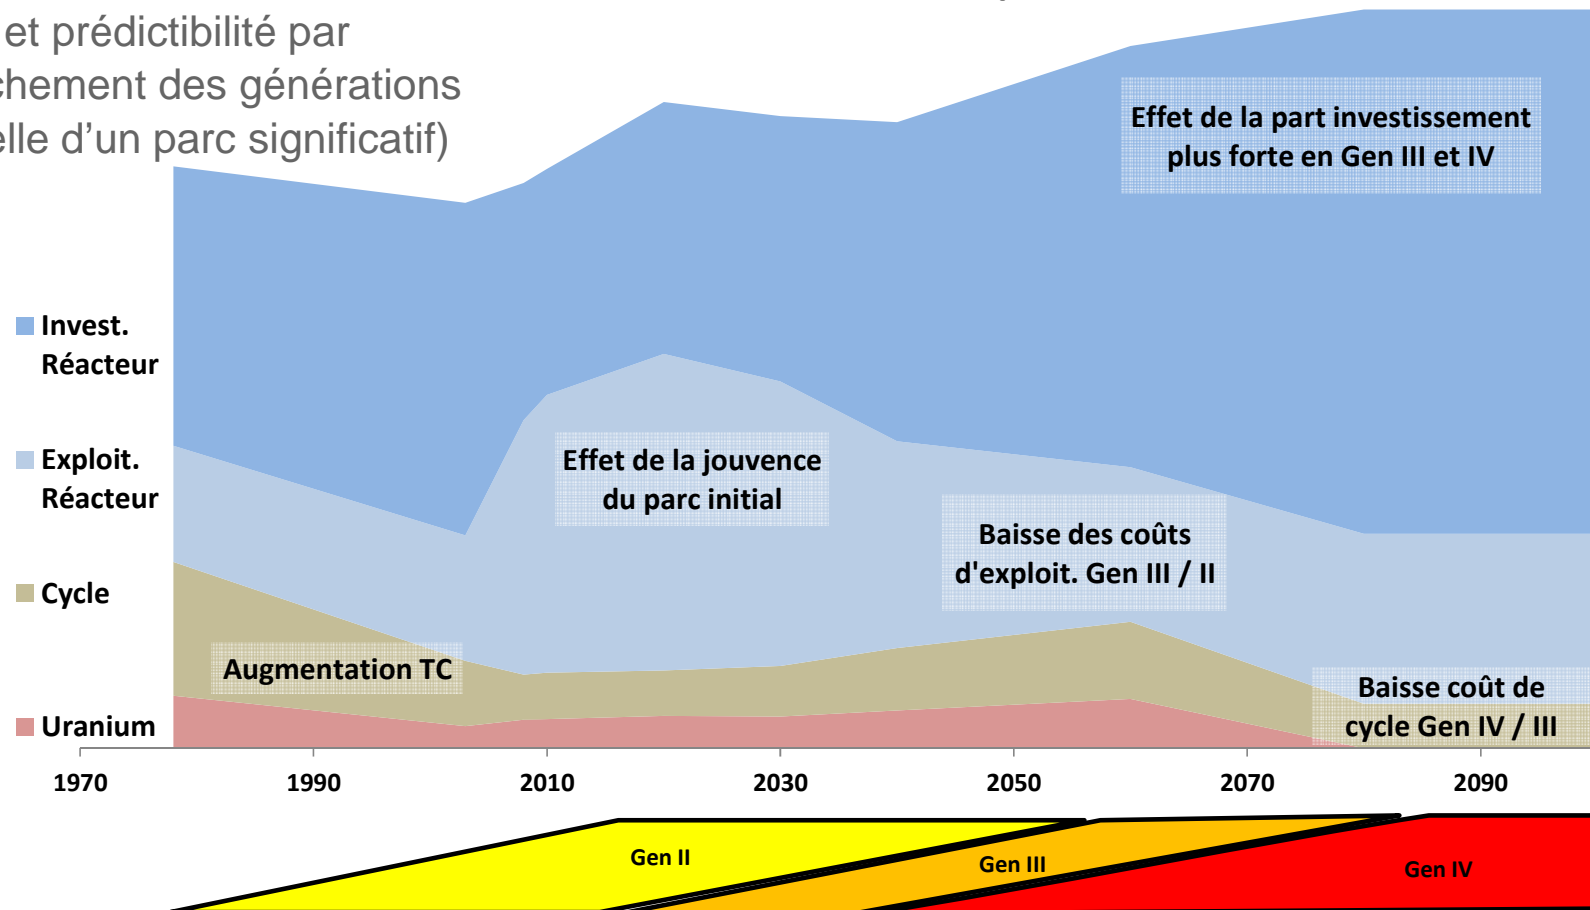 et prédictibilité par
chement des générations
elle d'un parc significatif)
Effet de la part investissement
plus forte en Gen III et IV
Invest.
Réacteur
Exploit.
Réacteur
Effet de la jouvence
du parc initial
Baisse des coûts
d'exploit. Gen III / II
Cycle
Augmentation TC
Baisse coût de
cycle Gen IV / III
Uranium
1970 1990 2010 2030 2050 2070 2090
Gen II
Gen III
Gen IV